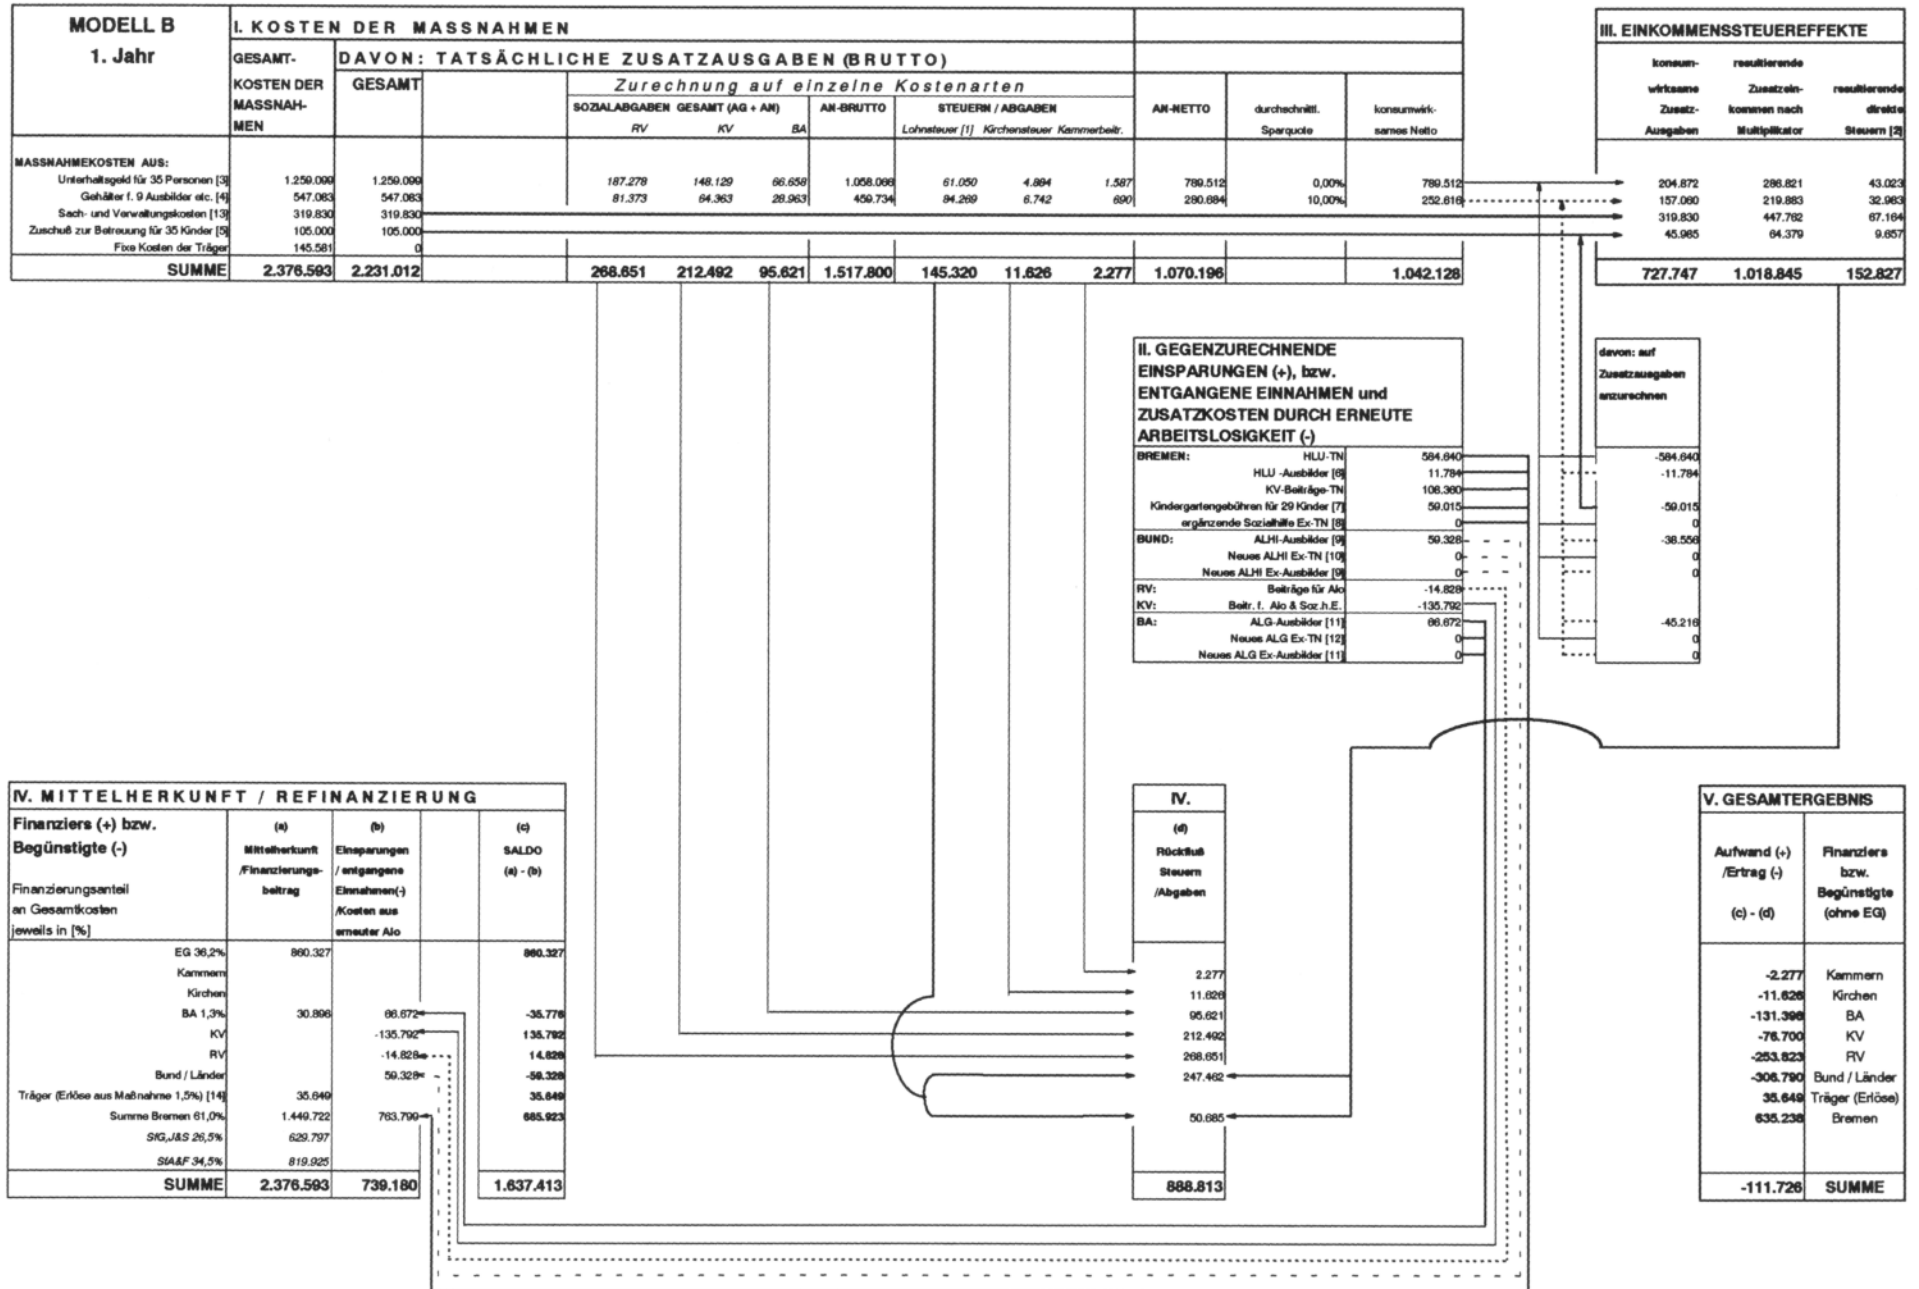 MODELL B
1. Jahr
I. KOSTEN DER MASSNAHMEN
GESAMT-
KOSTEN DER
MASSNAH-
MEN
DAVON: TATSÄCHLICHE ZUSATZAUSGABEN (BRUTTO)
GESAMT
Zurechnung auf einzelne Kostenarten
SOZIALABGABEN GESAMT (AG + AN) AN-BRUTTO STEUERN / ABGABEN
RV KV BA Lohnsteuer [1] Kirchensteuer Kammerbeitr.
AN-NETTO
durchschnittl.
Sparquote
konsumwirk-
sames Netto
MASSNAHMEKOSTEN AUS:
Unterhaltsgeld für 35 Personen [3] 1.259.099 1.259.099 187.278 148.129 66.658 1.058.066 61.050 4.884 1.587 789.512 0,00% 789.512
Gehälter f. 9 Ausbilder etc. [4] 547.083 547.083 81.373 64.363 28.963 459.734 84.269 6.742 690 280.684 10,00% 252.616
Sach- und Verwaltungskosten [13] 319.830 319.830
Zuschuß zur Betreuung für 35 Kinder [5] 105.000 105.000
Fixe Kosten der Träger 145.581 0
SUMME 2.376.593 2.231.012 268.651 212.492 95.621 1.517.800 145.320 11.626 2.277 1.070.196 1.042.128
III. EINKOMMENSSTEUEREFFEKTE
konsum-
wirksame
Zusatz-
Ausgaben
resultierende
Zusatzein-
kommen nach
Multiplikator
resultierende
direkte
Steuern [2]
204.872 286.821 43.023
157.060 219.883 32.983
319.830 447.762 67.164
45.985 64.379 9.657
727.747 1.018.845 152.827
II. GEGENZURECHNENDE
EINSPARUNGEN (+), bzw.
ENTGANGENE EINNAHMEN und
ZUSATZKOSTEN DURCH ERNEUTE
ARBEITSLOSIGKEIT (-)
BREMEN: HLU-TN 584.640
HLU -Ausbilder [6] 11.784
KV-Beiträge-TN 108.360
Kindergartengebühren für 29 Kinder [7] 59.015
ergänzende Sozialhilfe Ex-TN [8] 0
BUND: ALHI-Ausbilder [9] 59.328
Neues ALHI Ex-TN [10] 0
Neues ALHI Ex-Ausbilder [9] 0
RV: Beiträge für Alo -14.828
KV: Beitr. f. Alo & Soz.h.E. -135.792
BA: ALG-Ausbilder [11] 66.672
Neues ALG Ex-TN [12] 0
Neues ALG Ex-Ausbilder [11] 0
davon: auf
Zusatzausgaben
anzurechnen
-584.640
-11.784
-59.015
0
-38.556
0
0
-45.216
0
0
IV. MITTELHERKUNFT / REFINANZIERUNG
Finanziers (+) bzw.
Begünstigte (-)
Finanzierungsanteil
an Gesamtkosten
jeweils in [%]
(a)
Mittelherkunft
/Finanzierungs-
beitrag
(b)
Einsparungen
/ entgangene
Einnahmen(-)
/Kosten aus
erneuter Alo
(c)
SALDO
(a) - (b)
EG 36,2% 860.327 860.327
Kammern
Kirchen
BA 1,3% 30.896 66.672 -35.776
KV -135.792 135.792
RV -14.828 14.828
Bund / Länder 59.328 -59.328
Träger (Erlöse aus Maßnahme 1,5%) [14] 35.649 35.649
Summe Bremen 61,0% 1.449.722 763.799 685.923
SfG,J&S 26,5% 629.797
SfA&F 34,5% 819.925
SUMME 2.376.593 739.180 1.637.413
IV.
(d)
Rückfluß
Steuern
/Abgaben
2.277
11.626
95.621
212.492
268.651
247.462
50.685
888.813
V. GESAMTERGEBNIS
Aufwand (+)
/Ertrag (-)
(c) - (d)
Finanziers
bzw.
Begünstigte
(ohne EG)
-2.277 Kammern
-11.626 Kirchen
-131.398 BA
-76.700 KV
-253.823 RV
-306.790 Bund / Länder
35.649 Träger (Erlöse)
635.238 Bremen
-111.726 SUMME